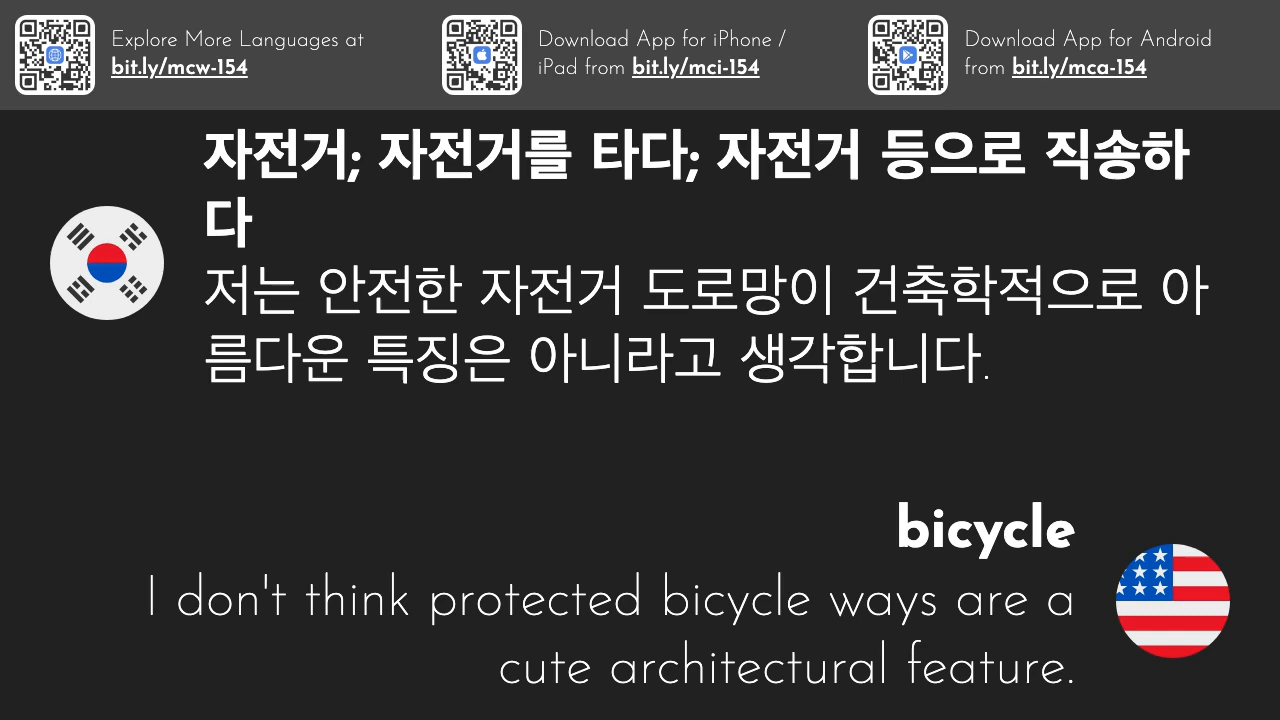 Explore More Languages at
bit.ly/mcw-154
Download App for iPhone /
iPad from bit.ly/mci-154
Download App for Android
from bit.ly/mca-154
자전거; 자전거를 타다; 자전거 등으로 직송하
다
저는 안전한 자전거 도로망이 건축학적으로 아
름다운 특징은 아니라고 생각합니다.
bicycle
I don't think protected bicycle ways are a
cute architectural feature.